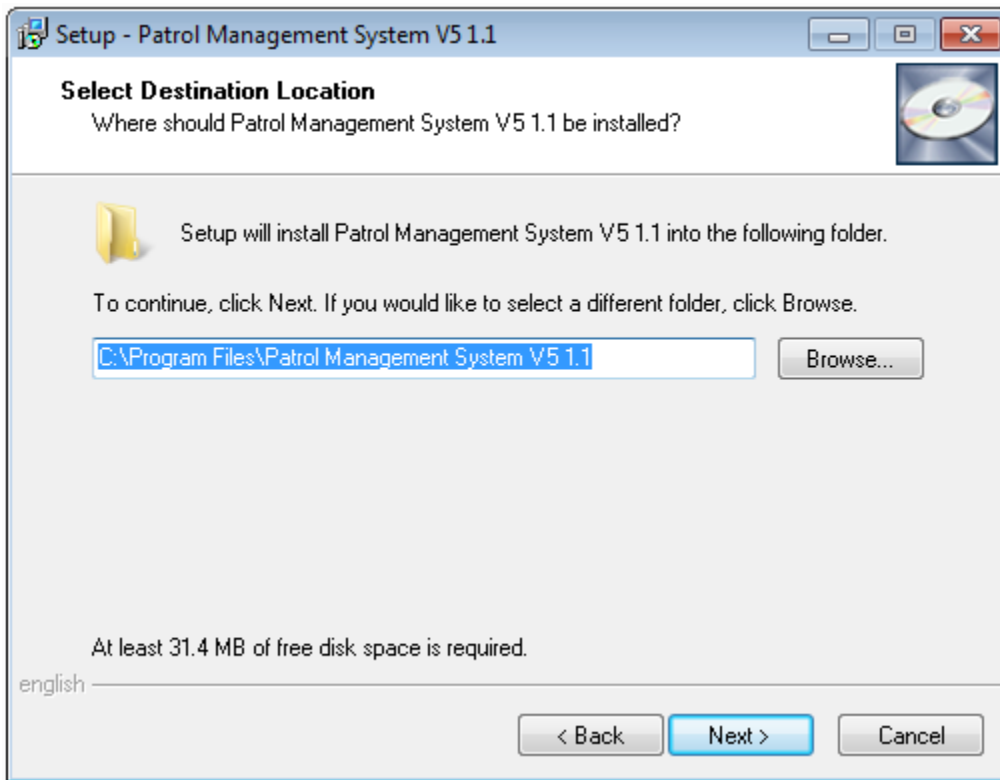 Setup - Patrol Management System V5 1.1
Select Destination Location
Where should Patrol Management System V5 1.1 be installed?
Setup will install Patrol Management System V5 1.1 into the following folder.
To continue, click Next. If you would like to select a different folder, click Browse.
C:\Program Files\Patrol Management System V5 1.1
Browse...
At least 31.4 MB of free disk space is required.
english
< Back
Next >
Cancel